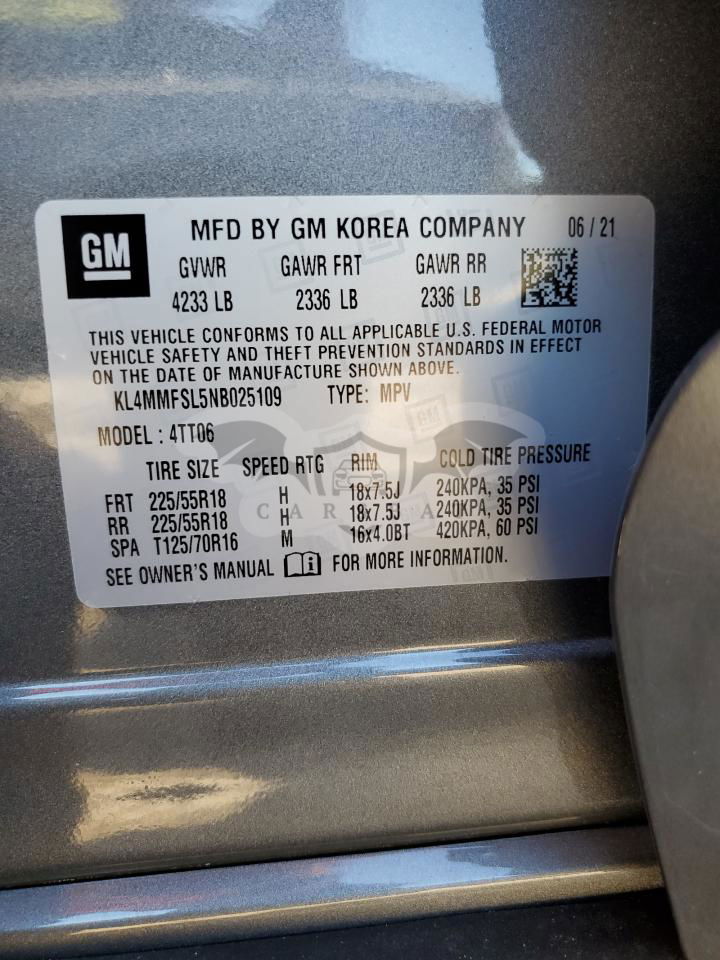 GM MFD BY GM KOREA COMPANY 06 / 21
GVWR GAWR FRT GAWR RR
4233 LB 2336 LB 2336 LB
THIS VEHICLE CONFORMS TO ALL APPLICABLE U.S. FEDERAL MOTOR
VEHICLE SAFETY AND THEFT PREVENTION STANDARDS IN EFFECT
ON THE DATE OF MANUFACTURE SHOWN ABOVE.
KL4MMFSL5NB025109 TYPE: MPV
MODEL : 4TT06
TIRE SIZE SPEED RTG RIM COLD TIRE PRESSURE
FRT 225/55R18 H 18x7.5J 240KPA, 35 PSI
RR 225/55R18 H 18x7.5J 240KPA, 35 PSI
SPA T125/70R16 M 16x4.0BT 420KPA, 60 PSI
SEE OWNER'S MANUAL FOR MORE INFORMATION.